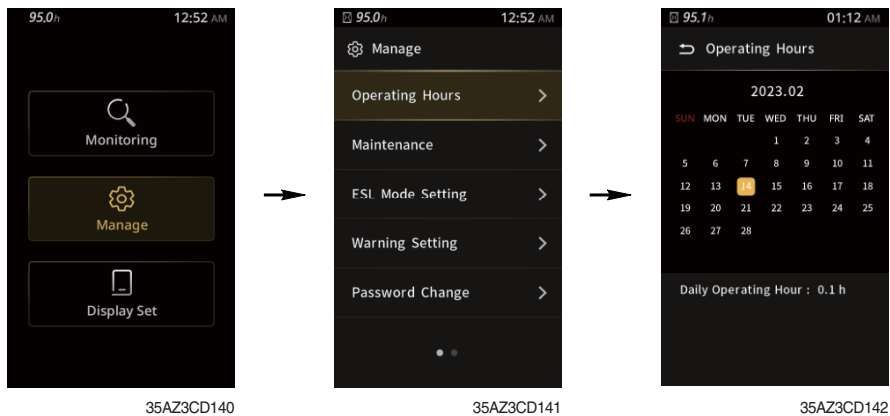 95.0h 12:52 AM
Monitoring
Manage
Display Set
35AZ3CD140
95.0h 12:52 AM
Manage
Operating Hours
Maintenance
ESL Mode Setting
Warning Setting
Password Change
35AZ3CD141
95.1h 01:12 AM
Operating Hours
2023.02
SUN MON TUE WED THU FRI SAT
1 2 3 4
5 6 7 8 9 10 11
12 13 14 15 16 17 18
19 20 21 22 23 24 25
26 27 28
Daily Operating Hour : 0.1 h
35AZ3CD142